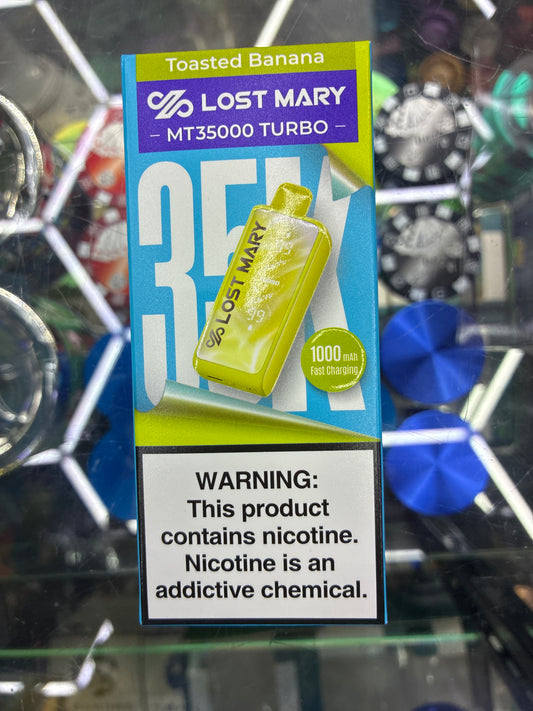 Toasted Banana
LOST MARY
MT35000 TURBO
35K
LOST MARY
1000 mAh
Fast Charging
WARNING:
This product
contains nicotine.
Nicotine is an
addictive chemical.